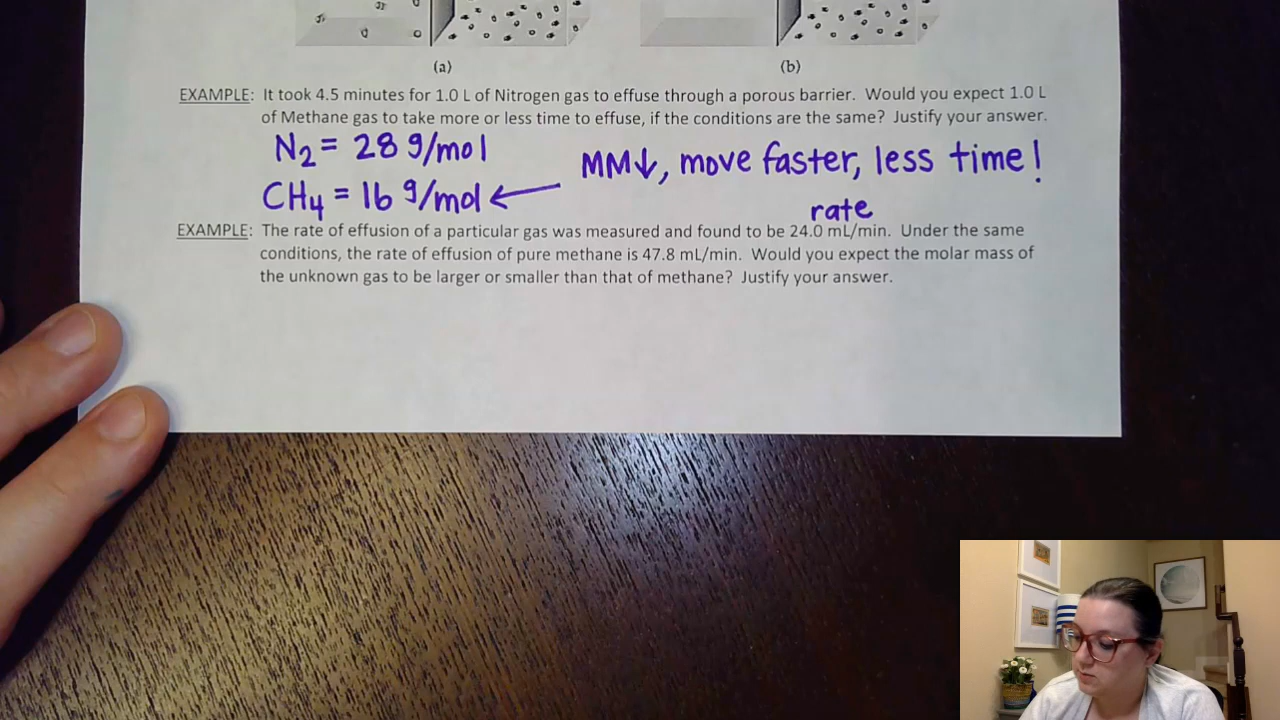 (a) (b)
EXAMPLE: It took 4.5 minutes for 1.0 L of Nitrogen gas to effuse through a porous barrier. Would you expect 1.0 L
of Methane gas to take more or less time to effuse, if the conditions are the same? Justify your answer.
N₂ = 28 g/mol
MM↓, move faster, less time!
CH₄ = 16 g/mol ←
rate
EXAMPLE: The rate of effusion of a particular gas was measured and found to be 24.0 mL/min. Under the same
conditions, the rate of effusion of pure methane is 47.8 mL/min. Would you expect the molar mass of
the unknown gas to be larger or smaller than that of methane? Justify your answer.